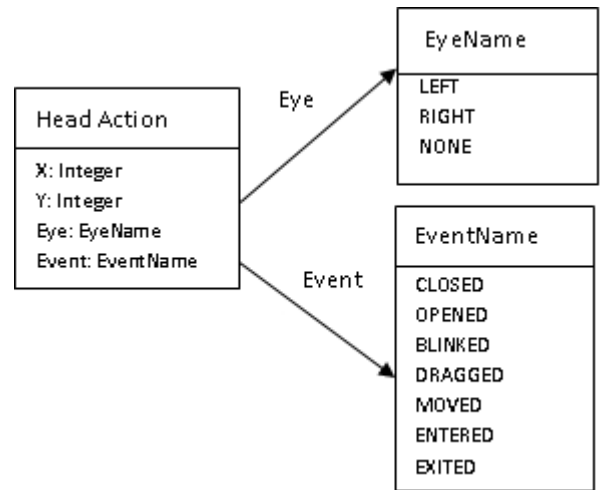 Head Action
X: Integer
Y: Integer
Eye: EyeName
Event: EventName
Eye
Event
EyeName
LEFT
RIGHT
NONE
EventName
CLOSED
OPENED
BLINKED
DRAGGED
MOVED
ENTERED
EXITED